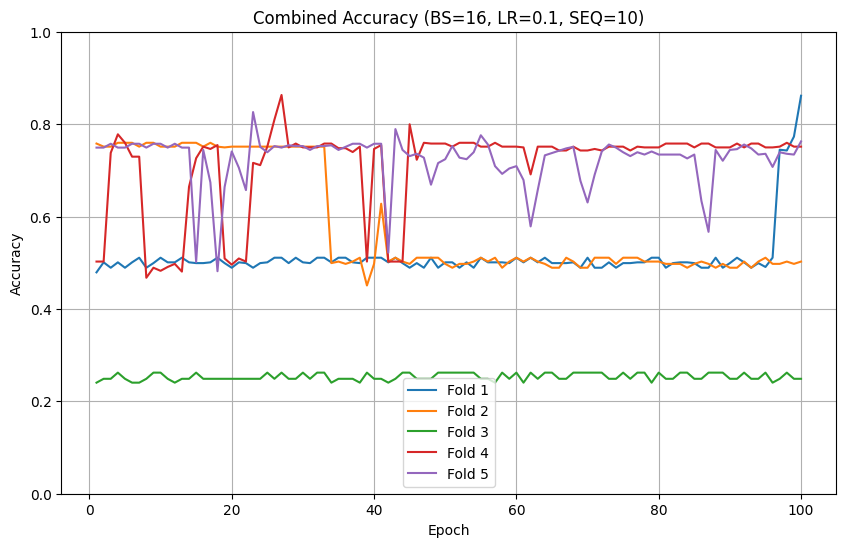 Combined Accuracy (BS=16, LR=0.1, SEQ=10)
1.0
0.8
0.6
0.4
0.2
0.0
Accuracy
Fold 1
Fold 2
Fold 3
Fold 4
Fold 5
0 20 40 60 80 100
Epoch